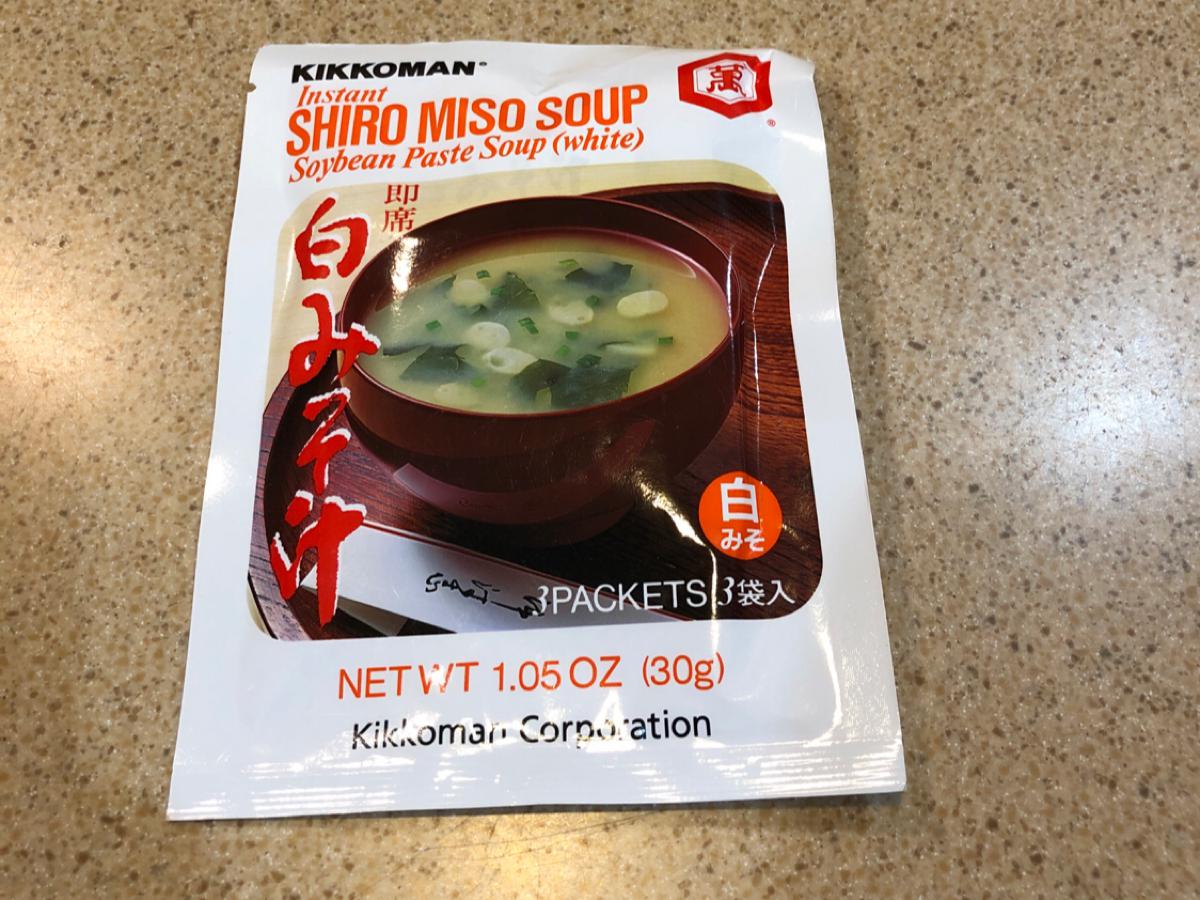 KIKKOMAN®
萬
®
Instant
SHIRO MISO SOUP
Soybean Paste Soup (white)
即席
白みそ汁
白
みそ
3PACKETS 3袋入
NET WT 1.05 OZ (30g)
Kikkoman Corporation